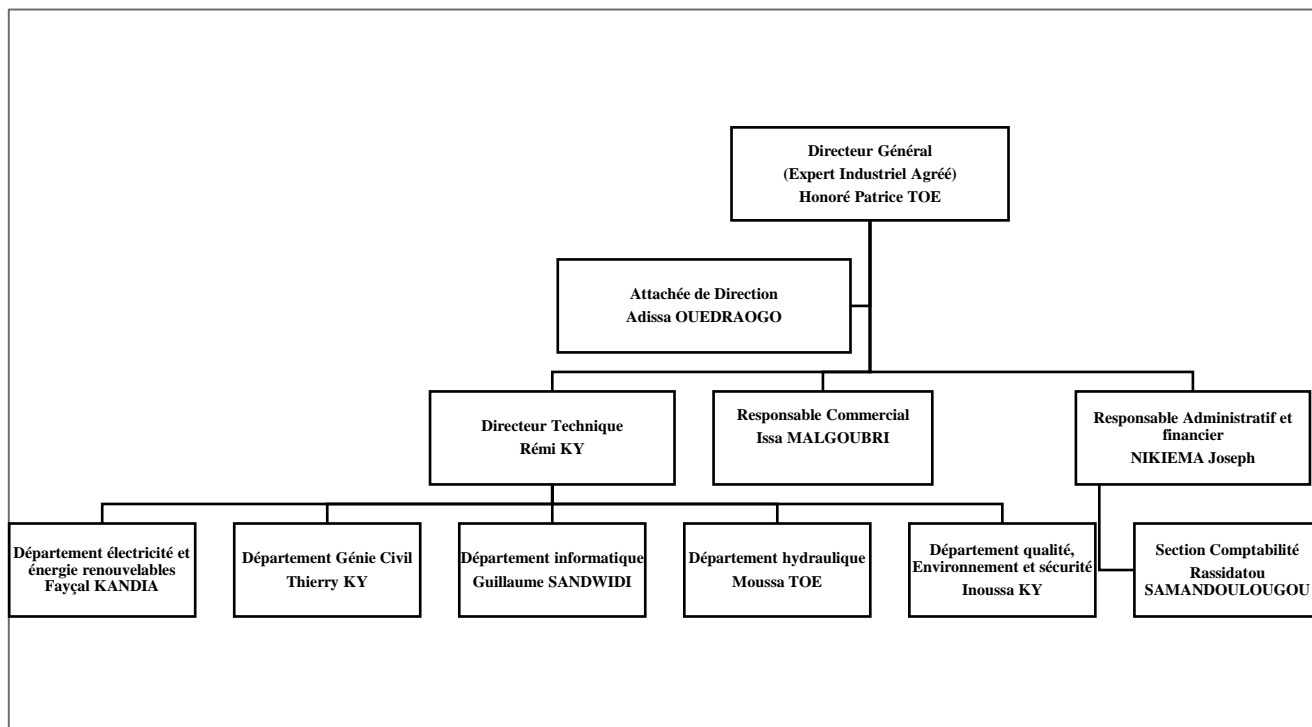 Directeur Général
(Expert Industriel Agréé)
Honoré Patrice TOE
Attachée de Direction
Adissa OUEDRAOGO
Directeur Technique
Rémi KY
Responsable Commercial
Issa MALGOUBRI
Responsable Administratif et
financier
NIKIEMA Joseph
Département électricité et
énergie renouvelables
Fayçal KANDIA
Département Génie Civil
Thierry KY
Département informatique
Guillaume SANDWIDI
Département hydraulique
Moussa TOE
Département qualité,
Environnement et sécurité
Inoussa KY
Section Comptabilité
Rassidatou
SAMANDOULOUGOU